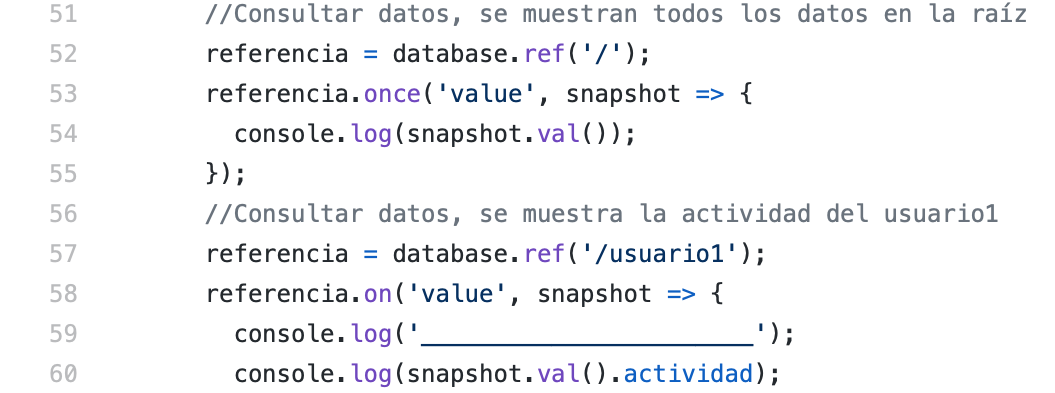 51 //Consultar datos, se muestran todos los datos en la raíz
52 referencia = database.ref('/');
53 referencia.once('value', snapshot => {
54 console.log(snapshot.val());
55 });
56 //Consultar datos, se muestra la actividad del usuario1
57 referencia = database.ref('/usuario1');
58 referencia.on('value', snapshot => {
59 console.log('_______________________');
60 console.log(snapshot.val().actividad);